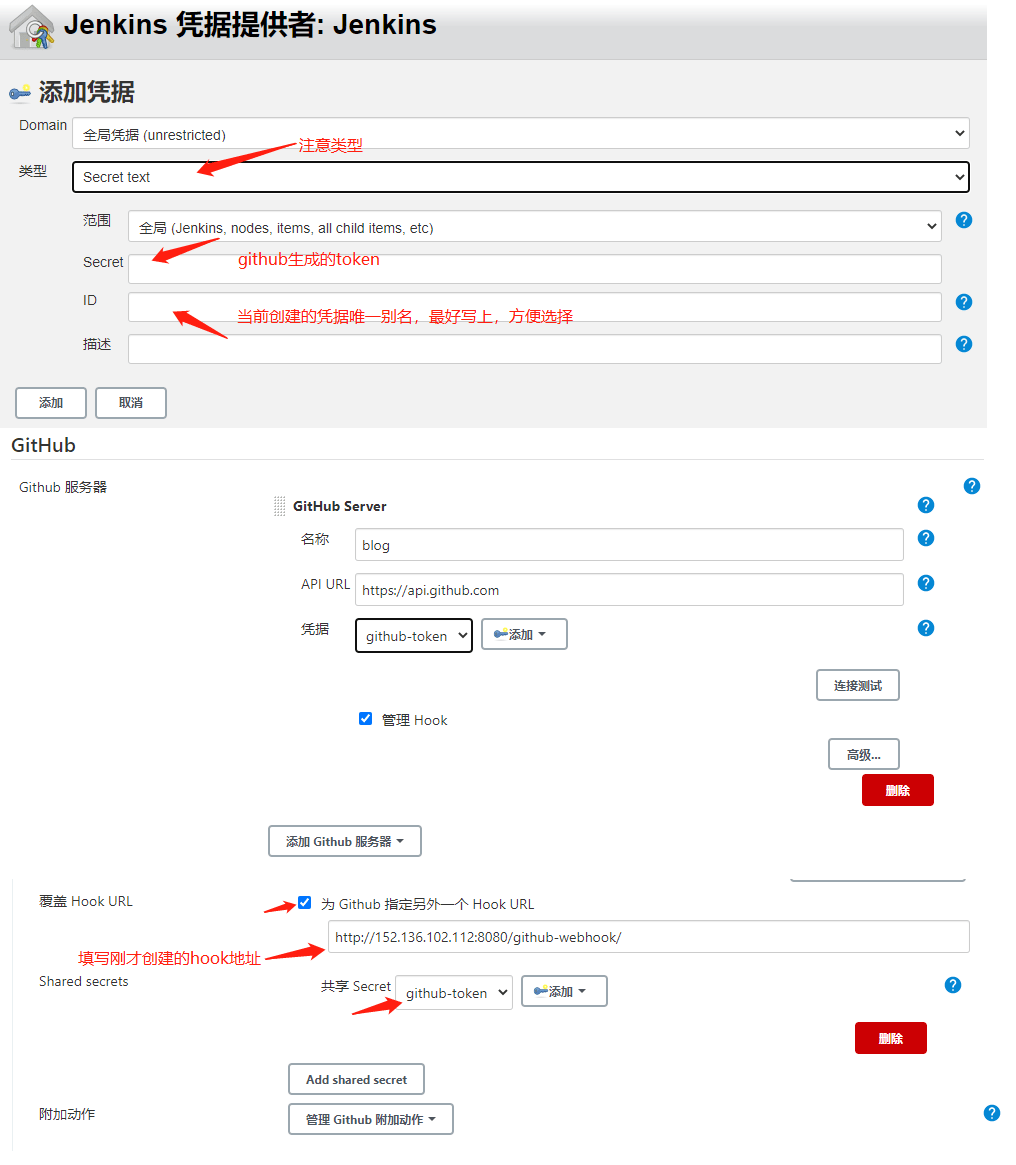 Jenkins 凭据提供者: Jenkins
添加凭据
Domain
全局凭据 (unrestricted)
注意类型
类型
Secret text
范围
全局 (Jenkins, nodes, items, all child items, etc)
Secret
github生成的token
ID
当前创建的凭据唯一别名，最好写上，方便选择
描述
添加
取消
GitHub
Github 服务器
GitHub Server
名称
blog
API URL
https://api.github.com
凭据
github-token
添加
连接测试
管理 Hook
高级...
删除
添加 Github 服务器
覆盖 Hook URL
为 Github 指定另外一个 Hook URL
http://152.136.102.112:8080/github-webhook/
填写刚才创建的hook地址
Shared secrets
共享 Secret
github-token
添加
删除
Add shared secret
附加动作
管理 Github 附加动作